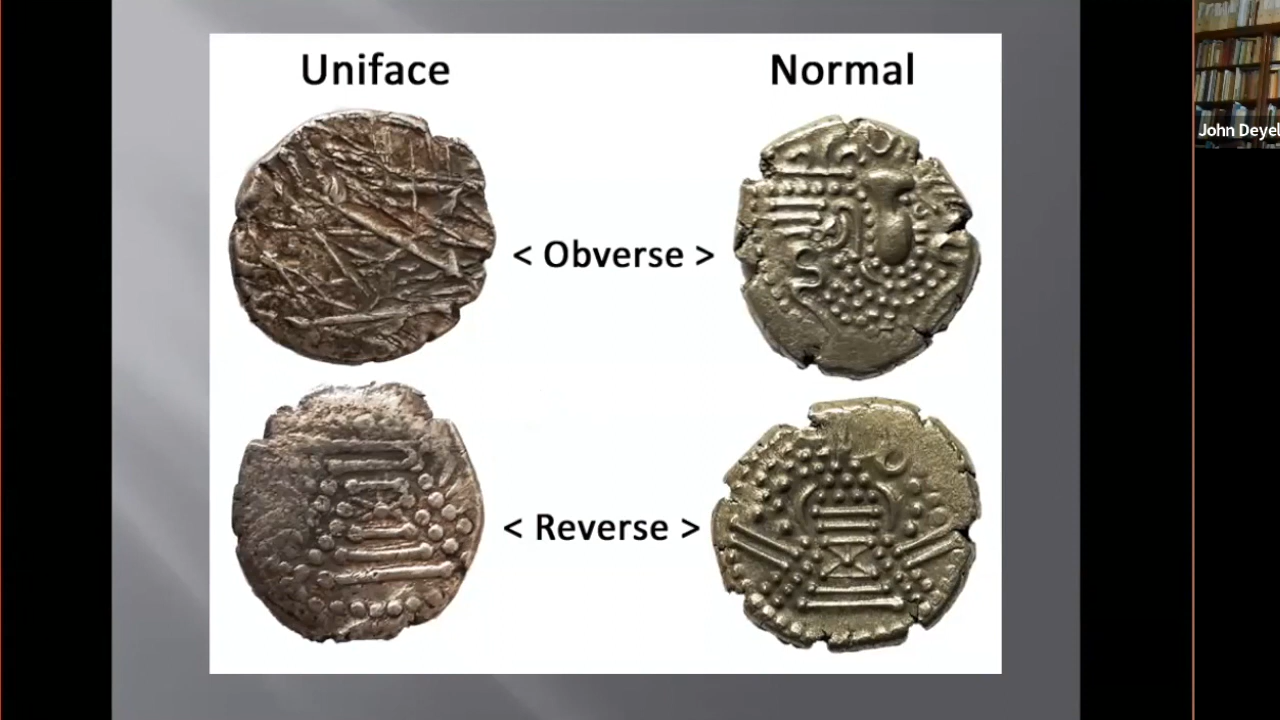 Uniface
Normal
< Obverse >
< Reverse >
John Deyel